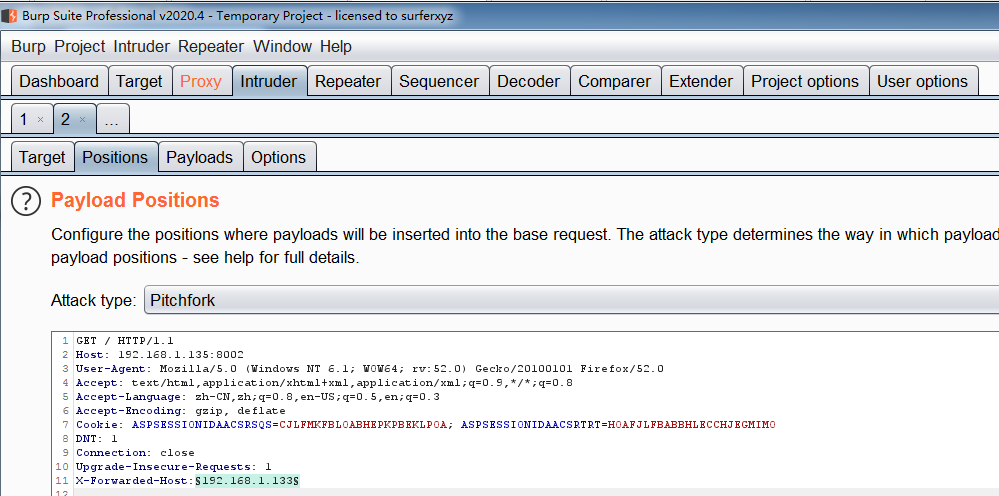 Burp Suite Professional v2020.4 - Temporary Project - licensed to surferxyz
Burp Project Intruder Repeater Window Help
Dashboard Target Proxy Intruder Repeater Sequencer Decoder Comparer Extender Project options User options
1 × 2 × ...
Target Positions Payloads Options
? Payload Positions
Configure the positions where payloads will be inserted into the base request. The attack type determines the way in which payload
payload positions - see help for full details.
Attack type: Pitchfork
1 GET / HTTP/1.1
2 Host: 192.168.1.135:8002
3 User-Agent: Mozilla/5.0 (Windows NT 6.1; WOW64; rv:52.0) Gecko/20100101 Firefox/52.0
4 Accept: text/html,application/xhtml+xml,application/xml;q=0.9,*/*;q=0.8
5 Accept-Language: zh-CN,zh;q=0.8,en-US;q=0.5,en;q=0.3
6 Accept-Encoding: gzip, deflate
7 Cookie: ASPSESSIONIDAACSRSQS=CJLFMKFBLOABHEPKPBEKLPOA; ASPSESSIONIDAACSRTRT=HOAFJLFBABBHLECCHJEGMIMO
8 DNT: 1
9 Connection: close
10 Upgrade-Insecure-Requests: 1
11 X-Forwarded-Host:§192.168.1.133§
12